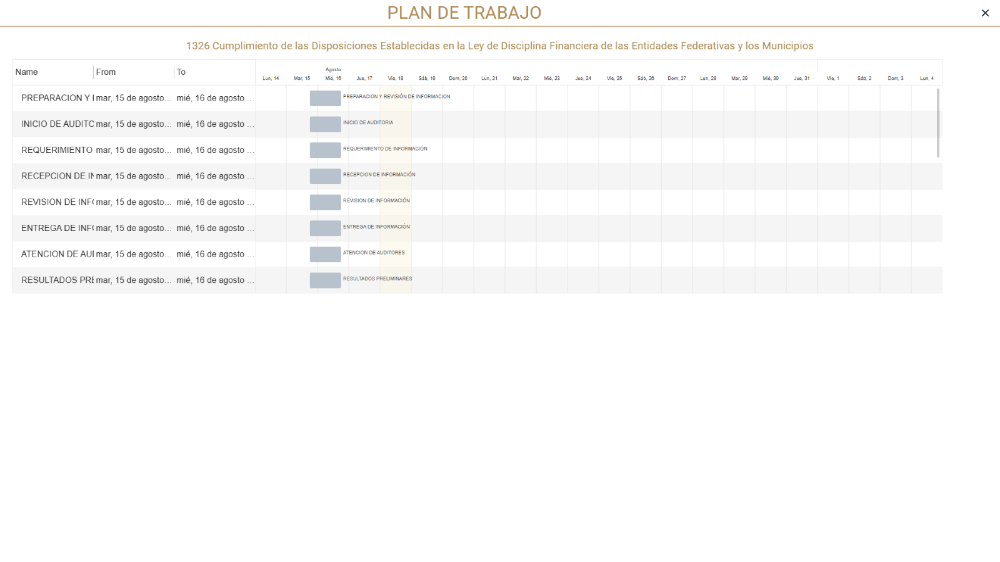 PLAN DE TRABAJO
1326 Cumplimiento de las Disposiciones Establecidas en la Ley de Disciplina Financiera de las Entidades Federativas y los Municipios
Name From To
Agosto
Lun, 14 Mar, 15 Mié, 16 Jue, 17 Vie, 18 Sáb, 19 Dom, 20 Lun, 21 Mar, 22 Mié, 23 Jue, 24 Vie, 25 Sáb, 26 Dom, 27 Lun, 28 Mar, 29 Mié, 30 Jue, 31 Vie, 1 Sáb, 2 Dom, 3 Lun, 4
PREPARACION Y mar, 15 de agosto... mié, 16 de agosto ... PREPARACION Y REVISIÓN DE INFORMACION
INICIO DE AUDITO mar, 15 de agosto... mié, 16 de agosto ... INICIO DE AUDITORIA
REQUERIMIENTO mar, 15 de agosto... mié, 16 de agosto ... REQUERIMIENTO DE INFORMACIÓN
RECEPCION DE IN mar, 15 de agosto... mié, 16 de agosto ... RECEPCION DE INFORMACIÓN
REVISION DE INFO mar, 15 de agosto... mié, 16 de agosto ... REVISION DE INFORMACIÓN
ENTREGA DE INFO mar, 15 de agosto... mié, 16 de agosto ... ENTREGA DE INFORMACIÓN
ATENCION DE AUI mar, 15 de agosto... mié, 16 de agosto ... ATENCION DE AUDITORES
RESULTADOS PRE mar, 15 de agosto... mié, 16 de agosto ... RESULTADOS PRELIMINARES